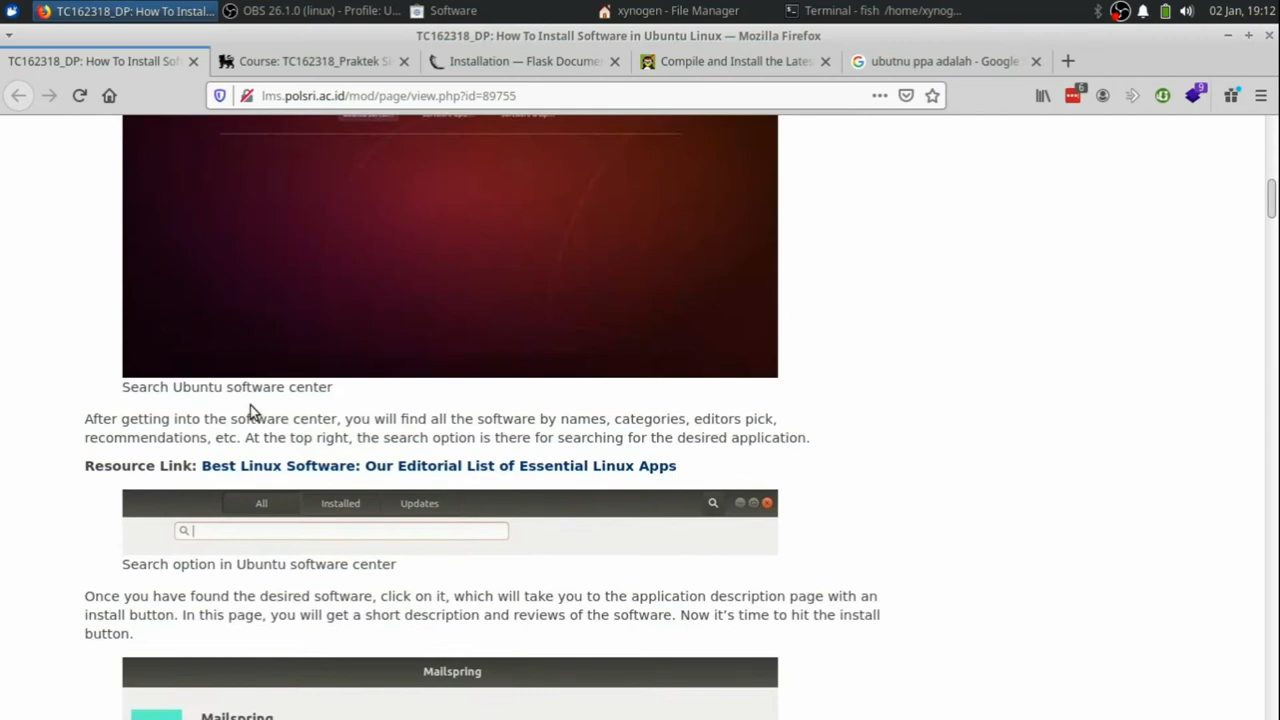 TC162318_DP: How To Instal...
OBS 26.1.0 (linux) - Profile: U...
Software
xynogen - File Manager
Terminal - fish /home/xynog...
02 Jan, 19:12
TC162318_DP: How To Install Software in Ubuntu Linux — Mozilla Firefox
TC162318_DP: How To Install Sof
Course: TC162318_Praktek Si
Installation — Flask Docume
Compile and Install the Lates
ubutnu ppa adalah - Google
lms.polsri.ac.id/mod/page/view.php?id=89755
6
9
Search Ubuntu software center
After getting into the software center, you will find all the software by names, categories, editors pick,
recommendations, etc. At the top right, the search option is there for searching for the desired application.
Resource Link: Best Linux Software: Our Editorial List of Essential Linux Apps
All
Installed
Updates
Search option in Ubuntu software center
Once you have found the desired software, click on it, which will take you to the application description page with an
install button. In this page, you will get a short description and reviews of the software. Now it's time to hit the install
button.
Mailspring
Mailspring